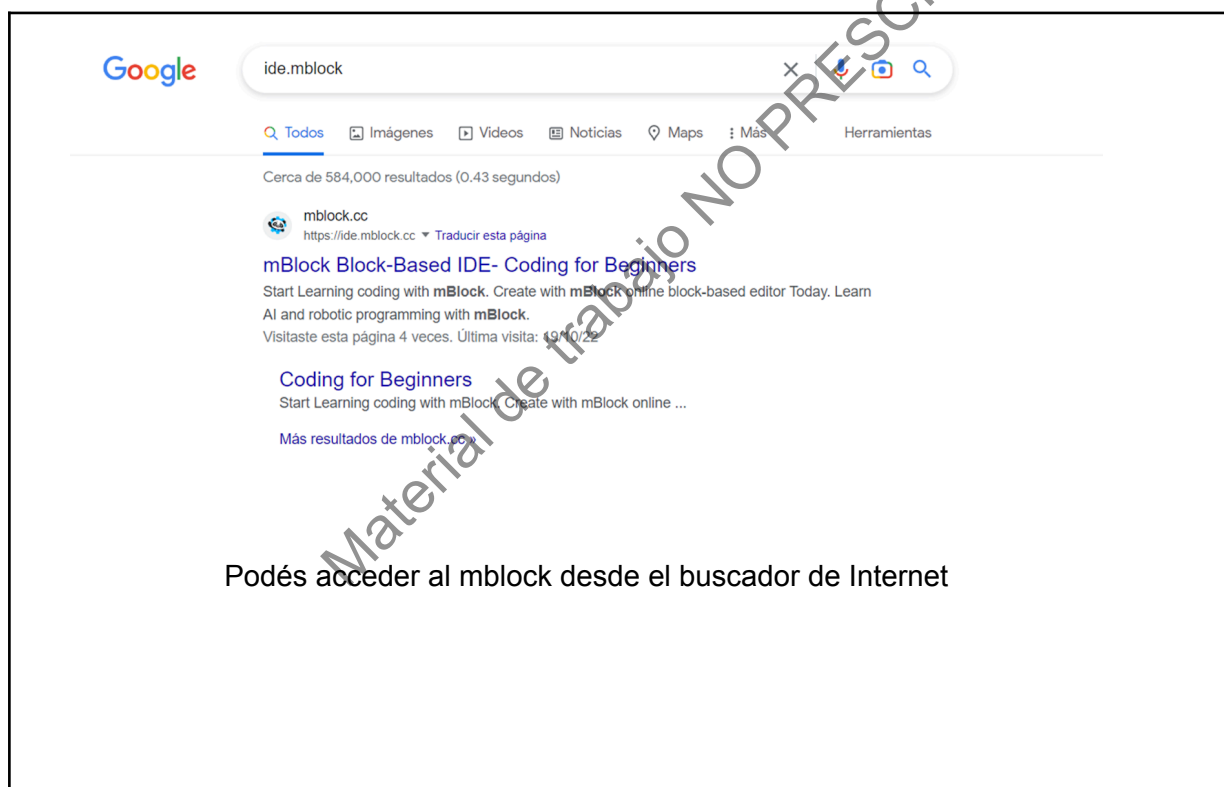 Google
ide.mblock
Todos Imágenes Videos Noticias Maps Más Herramientas
Cerca de 584,000 resultados (0.43 segundos)
mblock.cc
https://ide.mblock.cc Traducir esta página
mBlock Block-Based IDE- Coding for Beginners
Start Learning coding with mBlock. Create with mBlock online block-based editor Today. Learn
AI and robotic programming with mBlock.
Visitaste esta página 4 veces. Última visita: 19/10/22
Coding for Beginners
Start Learning coding with mBlock. Create with mBlock online ...
Más resultados de mblock.cc »
Material de trabajo NO
Podés acceder al mblock desde el buscador de Internet